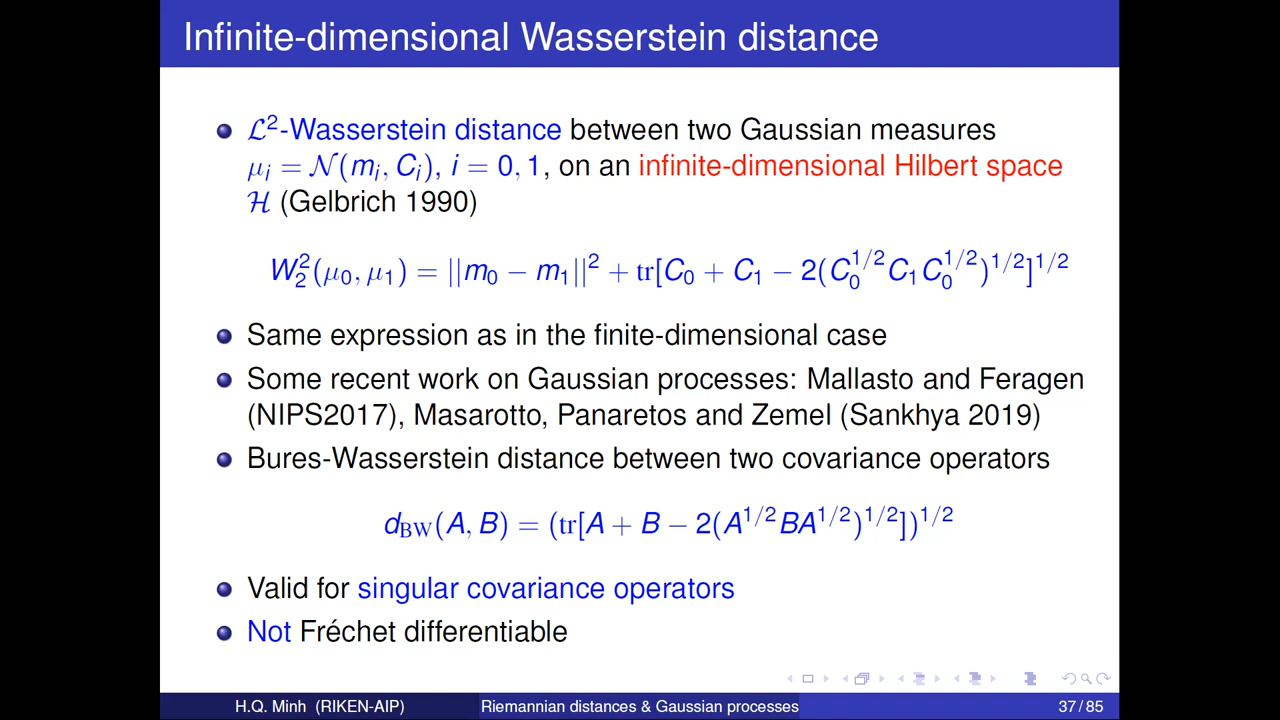 Infinite-dimensional Wasserstein distance
ℒ²-Wasserstein distance between two Gaussian measures
μᵢ = 𝒩(mᵢ, Cᵢ), i = 0, 1, on an infinite-dimensional Hilbert space
ℋ (Gelbrich 1990)
W₂²(μ₀, μ₁) = ||m₀ − m₁||² + tr[C₀ + C₁ − 2(C₀^{1/2} C₁ C₀^{1/2})^{1/2}]^{1/2}
Same expression as in the finite-dimensional case
Some recent work on Gaussian processes: Mallasto and Feragen
(NIPS2017), Masarotto, Panaretos and Zemel (Sankhya 2019)
Bures-Wasserstein distance between two covariance operators
d_BW(A, B) = (tr[A + B − 2(A^{1/2}BA^{1/2})^{1/2}])^{1/2}
Valid for singular covariance operators
Not Fréchet differentiable
H.Q. Minh (RIKEN-AIP) Riemannian distances & Gaussian processes 37 / 85